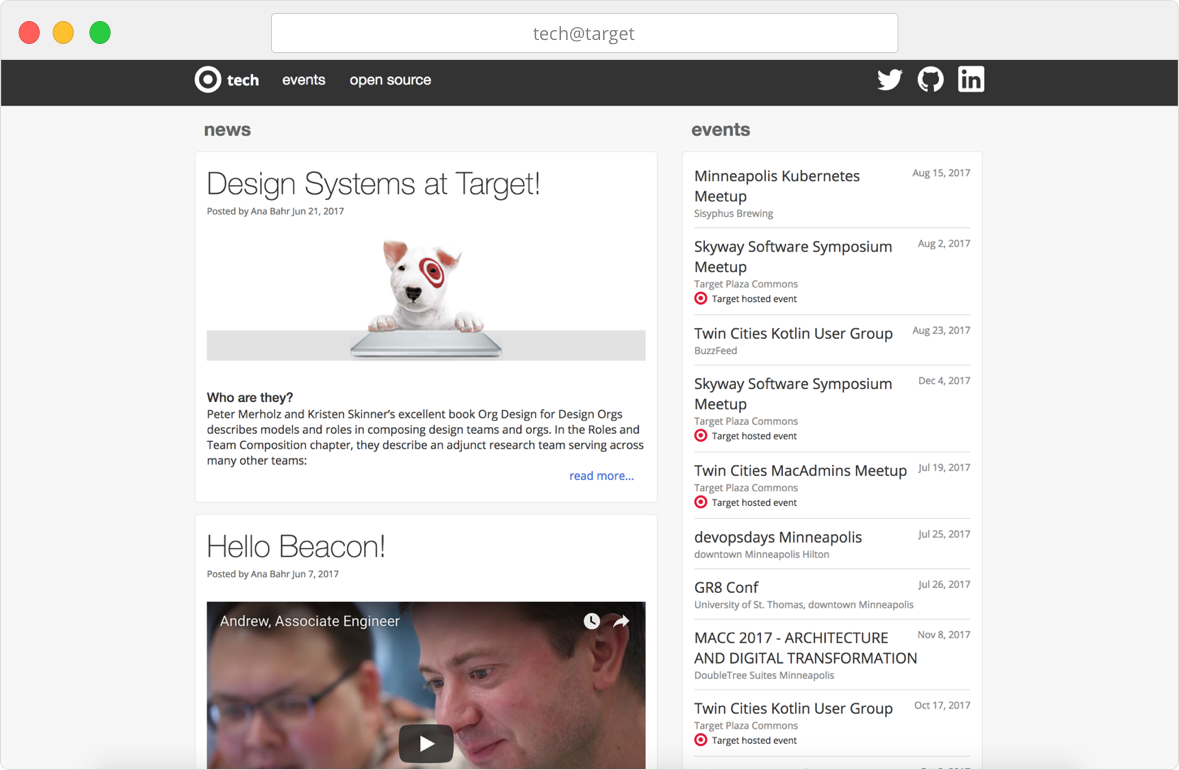 tech@target
tech events open source
in
news
Design Systems at Target!
Posted by Ana Bahr Jun 21, 2017
Who are they?
Peter Merholz and Kristen Skinner's excellent book Org Design for Design Orgs
describes models and roles in composing design teams and orgs. In the Roles and
Team Composition chapter, they describe an adjunct research team serving across
many other teams:
read more...
Hello Beacon!
Posted by Ana Bahr Jun 7, 2017
Andrew, Associate Engineer
events
Minneapolis Kubernetes Aug 15, 2017
Meetup
Sisyphus Brewing
Skyway Software Symposium Aug 2, 2017
Meetup
Target Plaza Commons
Target hosted event
Twin Cities Kotlin User Group Aug 23, 2017
BuzzFeed
Skyway Software Symposium Dec 4, 2017
Meetup
Target Plaza Commons
Target hosted event
Twin Cities MacAdmins Meetup Jul 19, 2017
Target Plaza Commons
Target hosted event
devopsdays Minneapolis Jul 25, 2017
downtown Minneapolis Hilton
GR8 Conf Jul 26, 2017
University of St. Thomas, downtown Minneapolis
MACC 2017 - ARCHITECTURE Nov 8, 2017
AND DIGITAL TRANSFORMATION
DoubleTree Suites Minneapolis
Twin Cities Kotlin User Group Oct 17, 2017
Target Plaza Commons
Target hosted event